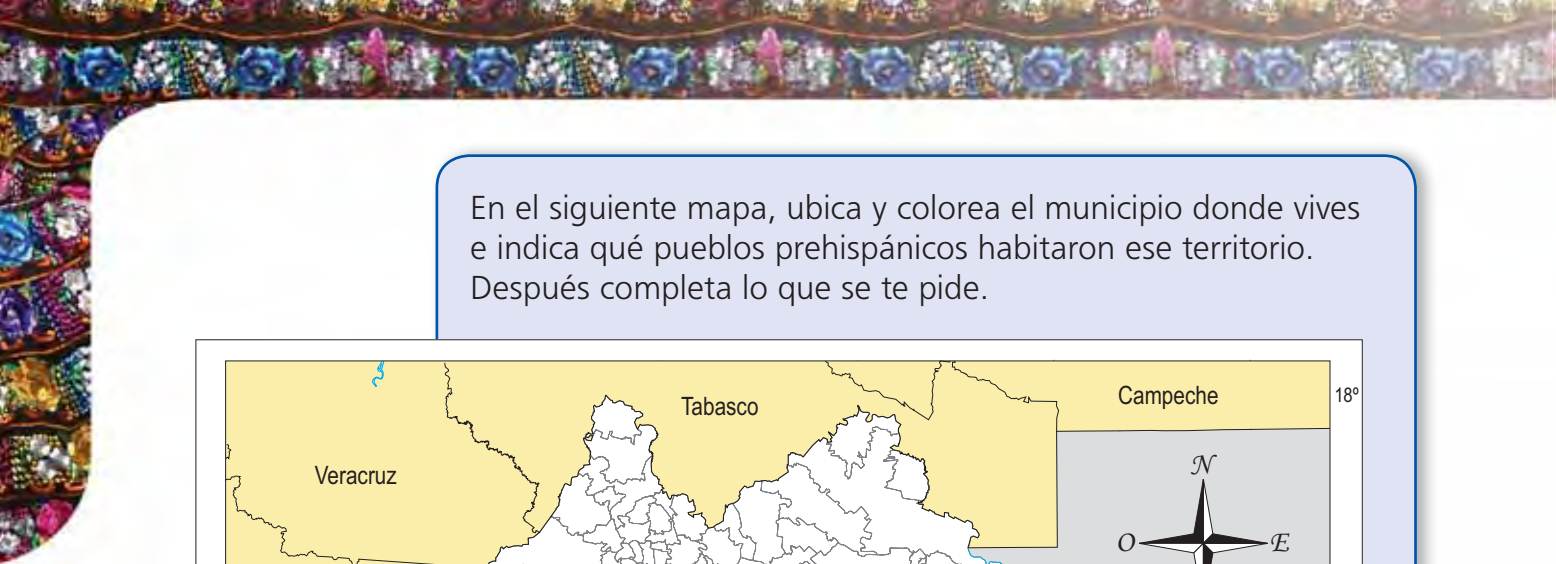 En el siguiente mapa, ubica y colorea el municipio donde vives
e indica qué pueblos prehispánicos habitaron ese territorio.
Después completa lo que se te pide.
Campeche
18º
Tabasco
Veracruz
N
O
E